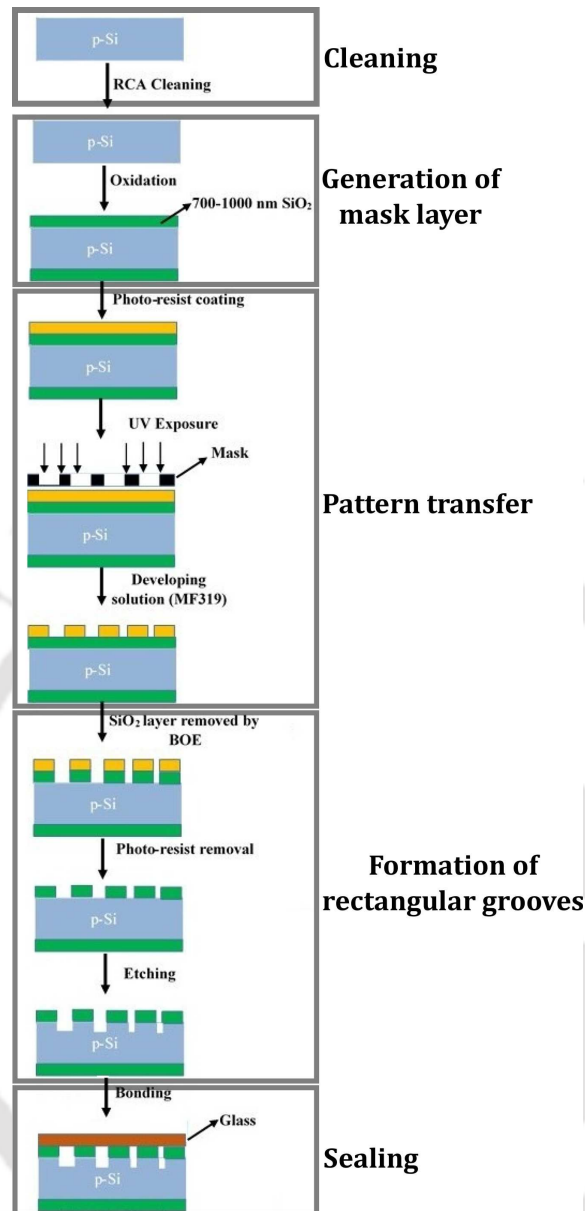 p-Si
Cleaning
RCA Cleaning
p-Si
Oxidation
Generation of
mask layer
700-1000 nm SiO₂
p-Si
Photo-resist coating
p-Si
UV Exposure
Mask
Pattern transfer
p-Si
Developing
solution (MF319)
p-Si
SiO₂ layer removed by
BOE
p-Si
Photo-resist removal
Formation of
rectangular grooves
p-Si
Etching
p-Si
Bonding
Glass
Sealing
p-Si